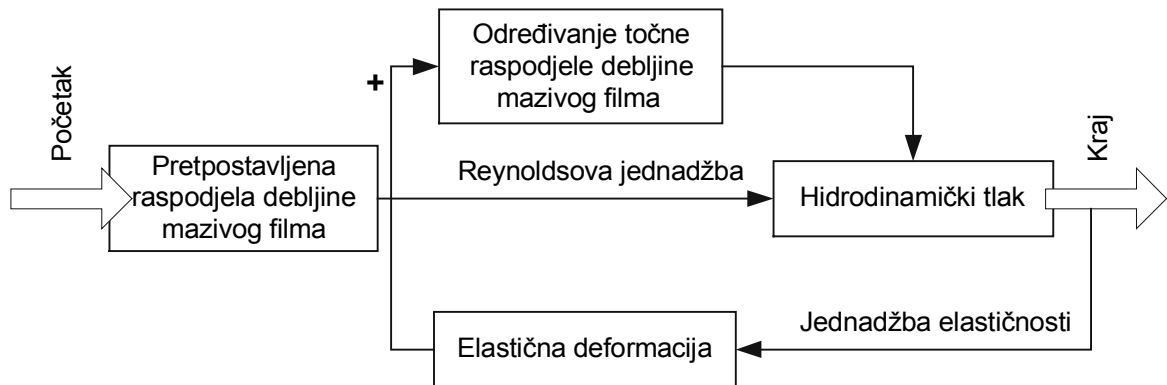 Početak
Pretpostavljena
raspodjela debljine
mazivog filma
+
Određivanje točne
raspodjele debljine
mazivog filma
Reynoldsova jednadžba
Hidrodinamički tlak
Kraj
Jednadžba elastičnosti
Elastična deformacija